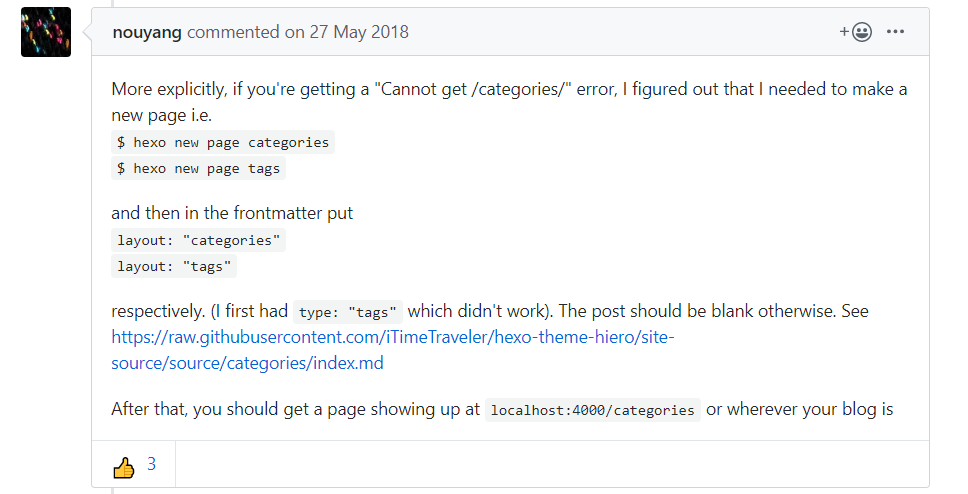 nouyang commented on 27 May 2018
More explicitly, if you're getting a "Cannot get /categories/" error, I figured out that I needed to make a
new page i.e.
$ hexo new page categories
$ hexo new page tags
and then in the frontmatter put
layout: "categories"
layout: "tags"
respectively. (I first had type: "tags" which didn't work). The post should be blank otherwise. See
https://raw.githubusercontent.com/iTimeTraveler/hexo-theme-hiero/site-
source/source/categories/index.md
After that, you should get a page showing up at localhost:4000/categories or wherever your blog is
3